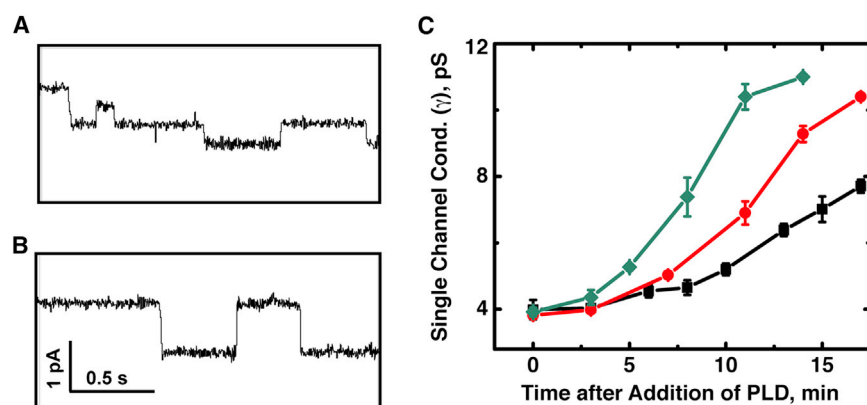 A
B
1 pA
0.5 s
C
Single Channel Cond. (γ), pS
12
8
4
0
5
10
15
Time after Addition of PLD, min